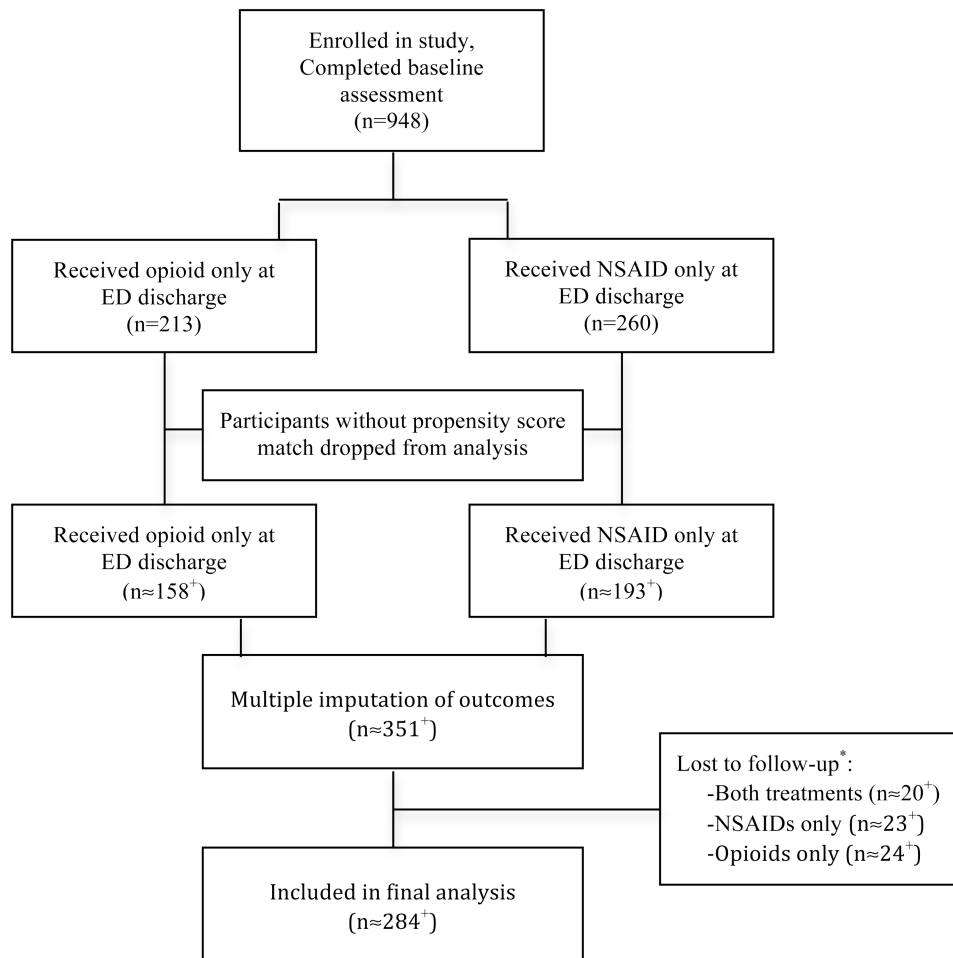 Enrolled in study,
Completed baseline
assessment
(n=948)
Received opioid only at
ED discharge
(n=213)
Received NSAID only at
ED discharge
(n=260)
Participants without propensity score
match dropped from analysis
Received opioid only at
ED discharge
(n≈158⁺)
Received NSAID only at
ED discharge
(n≈193⁺)
Multiple imputation of outcomes
(n≈351⁺)
Lost to follow-up*:
-Both treatments (n≈20⁺)
-NSAIDs only (n≈23⁺)
-Opioids only (n≈24⁺)
Included in final analysis
(n≈284⁺)